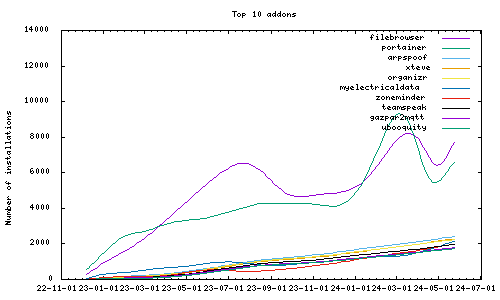 Top 10 addons
14000
12000
10000
8000
6000
4000
2000
0
Number of installations
filebrowser
portainer
arpspoof
xteve
organizr
myelectricaldata
zoneminder
teamspeak
gazpar2mqtt
ubooquity
22-11-01 23-01-01 23-03-01 23-05-01 23-07-01 23-09-01 23-11-01 24-01-01 24-03-01 24-05-01 24-07-01